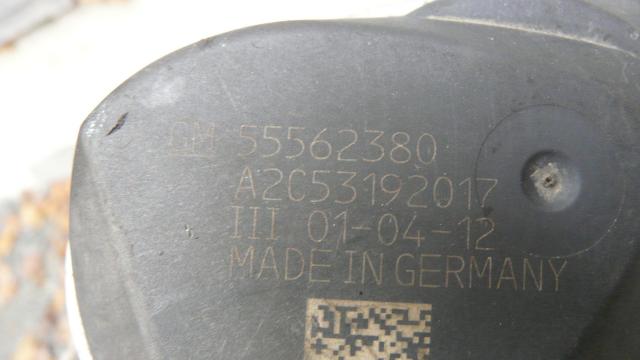 GM 55562380
A2C53192017
III 01-04-12
MADE IN GERMANY